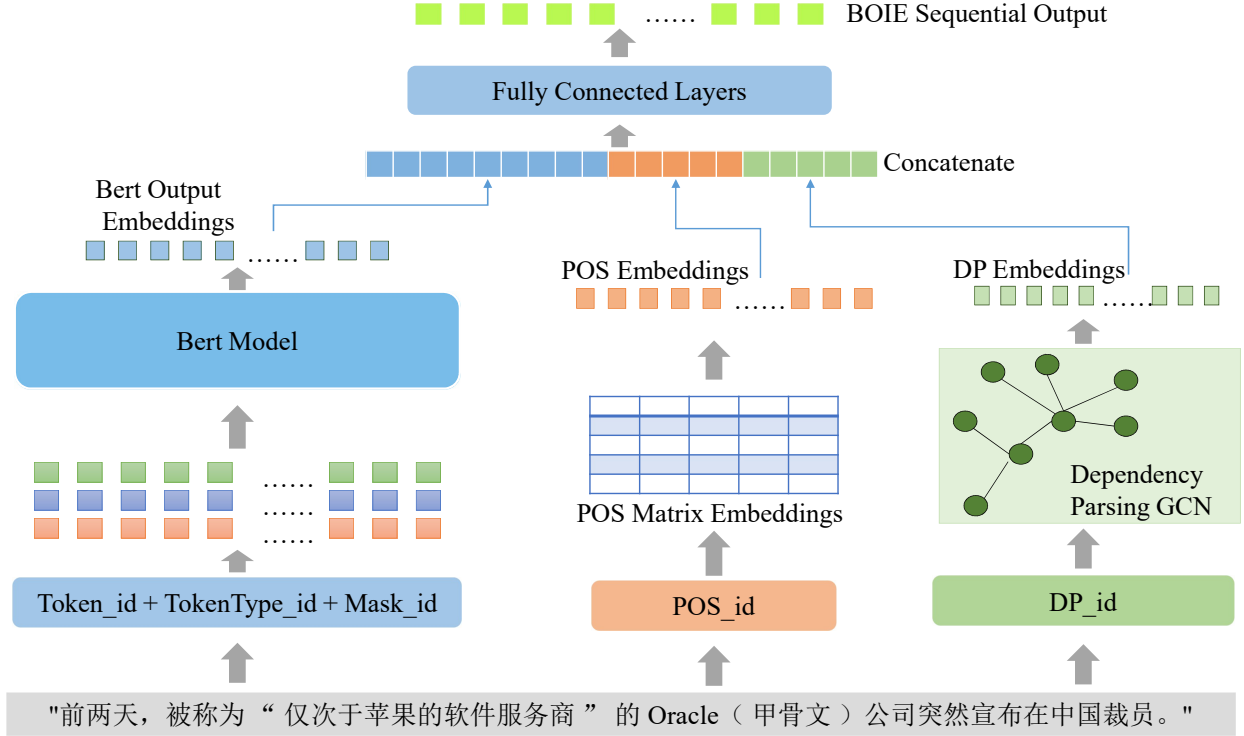 BOIE Sequential Output
......
Fully Connected Layers
Concatenate
Bert Output
Embeddings
......
POS Embeddings
......
DP Embeddings
......
Bert Model
Dependency
Parsing GCN
......
......
......
POS Matrix Embeddings
Token_id + TokenType_id + Mask_id
POS_id
DP_id
"前两天，被称为 “ 仅次于苹果的软件服务商 ” 的 Oracle（ 甲骨文 ）公司突然宣布在中国裁员。"